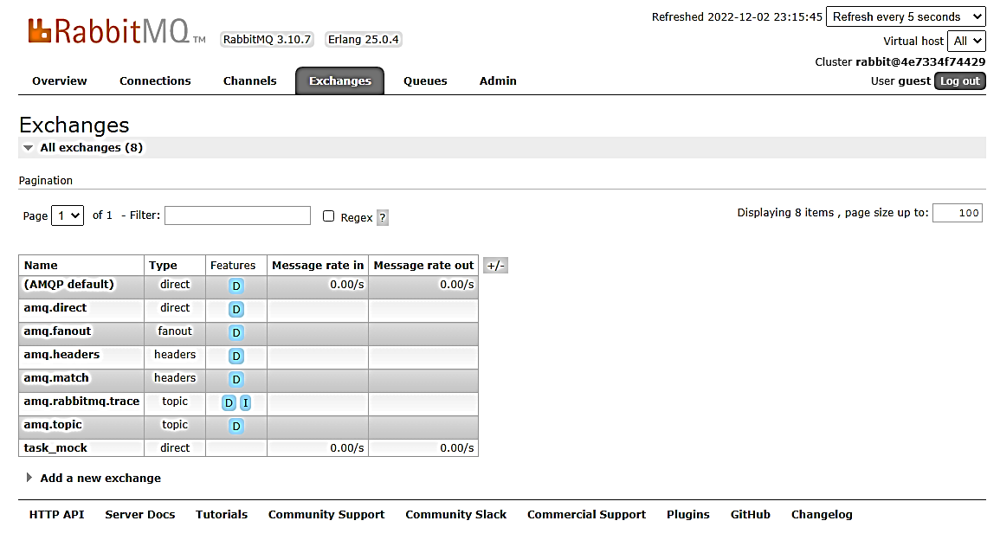 Refreshed 2022-12-02 23:15:45 Refresh every 5 seconds
RabbitMQ TM RabbitMQ 3.10.7 Erlang 25.0.4
Virtual host All
Cluster rabbit@4e7334f74429
User guest Log out
Overview Connections Channels Exchanges Queues Admin
Exchanges
All exchanges (8)
Pagination
Page 1 of 1 - Filter: Regex ? Displaying 8 items , page size up to: 100
Name Type Features Message rate in Message rate out +/-
(AMQP default) direct D 0.00/s 0.00/s
amq.direct direct D
amq.fanout fanout D
amq.headers headers D
amq.match headers D
amq.rabbitmq.trace topic D I
amq.topic topic D
task_mock direct 0.00/s 0.00/s
Add a new exchange
HTTP API Server Docs Tutorials Community Support Community Slack Commercial Support Plugins GitHub Changelog